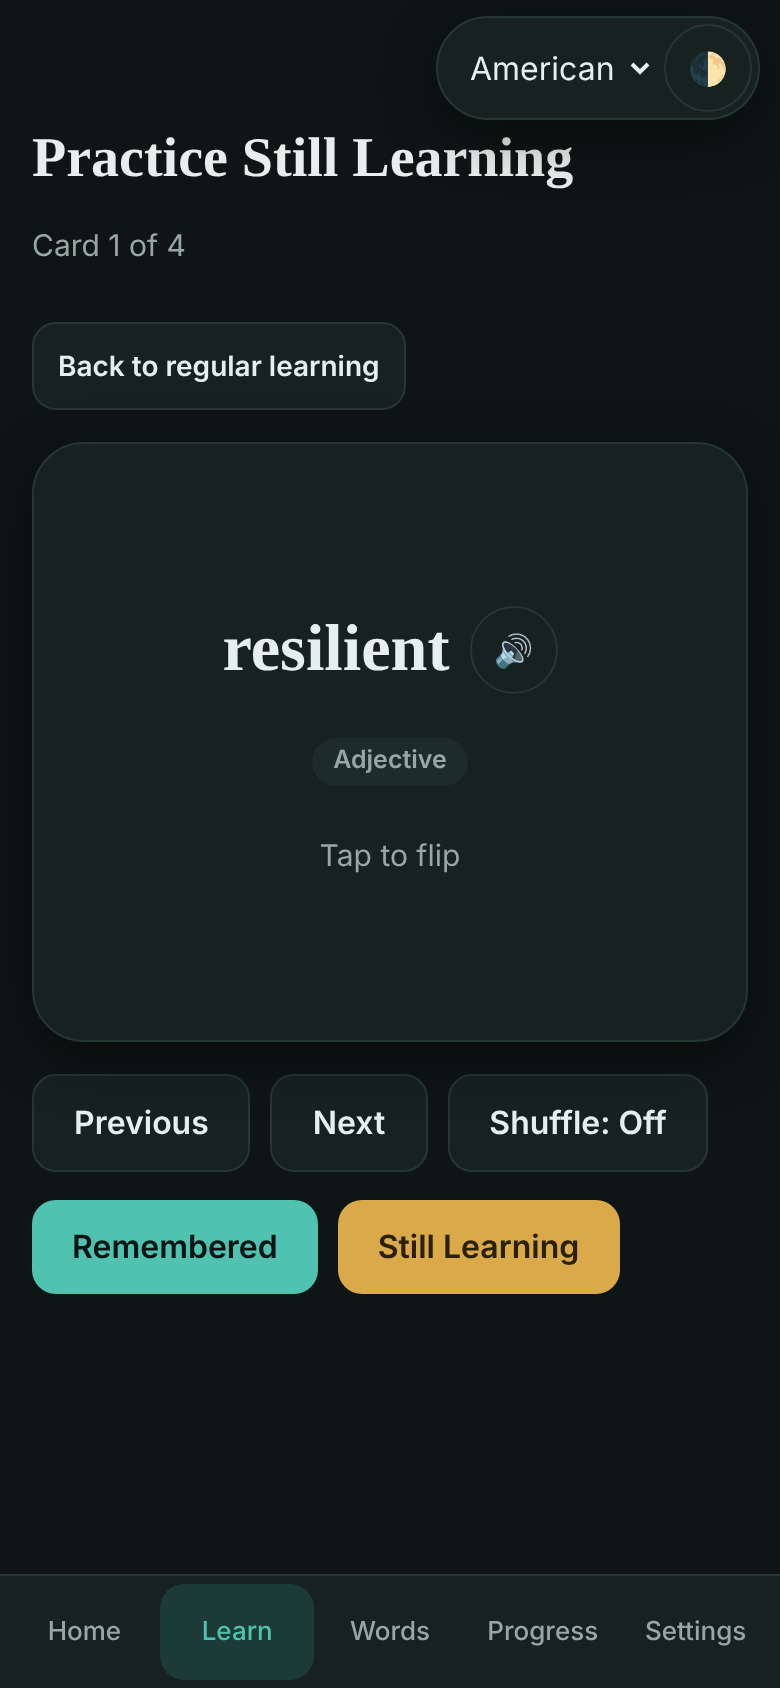 American
Practice Still Learning
Card 1 of 4
Back to regular learning
resilient
Adjective
Tap to flip
Previous Next Shuffle: Off
Remembered Still Learning
Home Learn Words Progress Settings